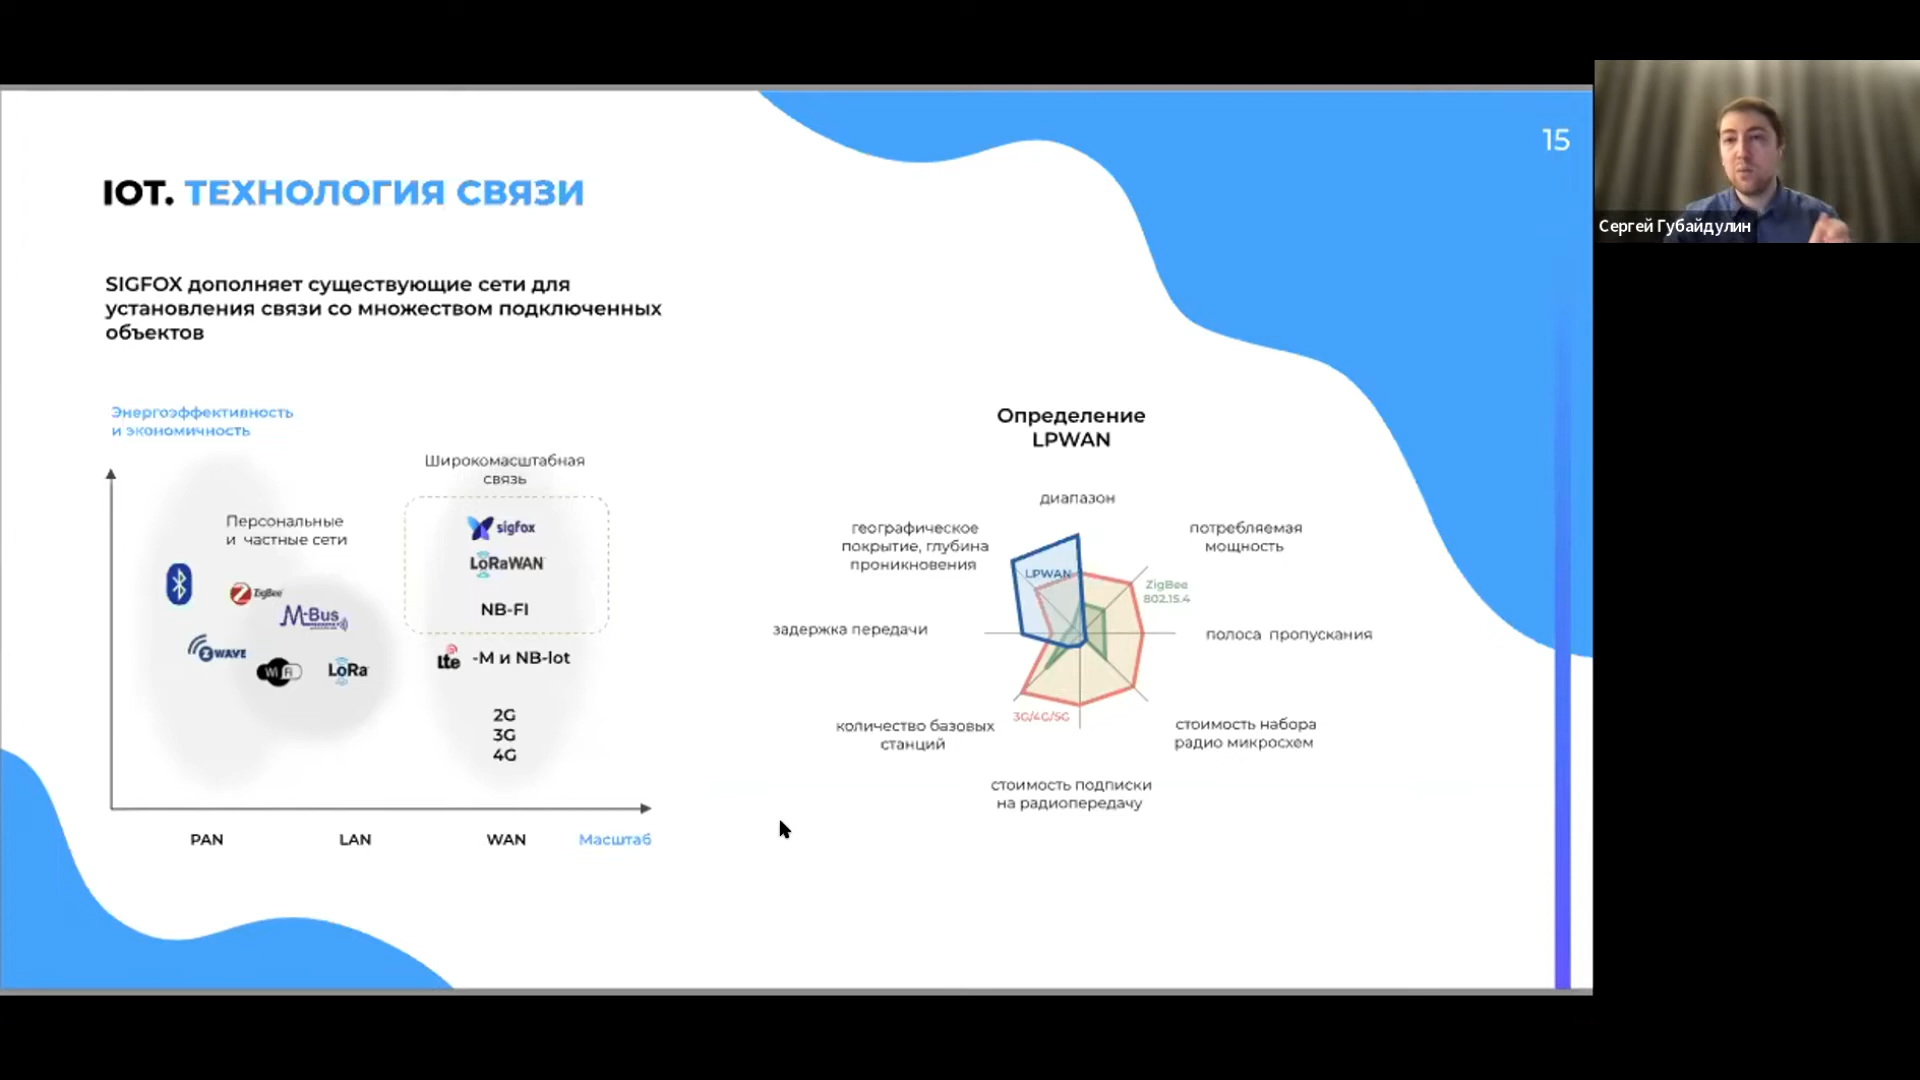 15
IOT. ТЕХНОЛОГИЯ СВЯЗИ
Сергей Губайдулин
SIGFOX дополняет существующие сети для
установления связи со множеством подключенных
объектов
Энергоэффективность
и экономичность
Широкомасштабная
связь
Персональные
и частные сети
sigfox
LoRaWAN
ZigBee
M-Bus
NB-FI
ZWAVE
WiFi
LoRa
Lte -M и NB-Iot
2G
3G
4G
PAN
LAN
WAN
Масштаб
Определение
LPWAN
диапазон
географическое
покрытие, глубина
проникновения
потребляемая
мощность
LPWAN
ZigBee
802.15.4
задержка передачи
полоса пропускания
3G/4G/5G
количество базовых
станций
стоимость набора
радио микросхем
стоимость подписки
на радиопередачу